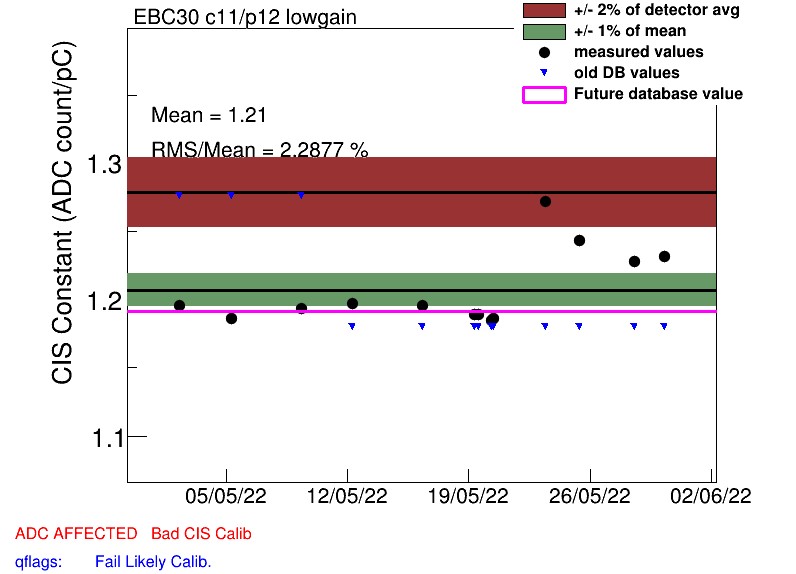 EBC30 c11/p12 lowgain
+/- 2% of detector avg
+/- 1% of mean
measured values
old DB values
Future database value
Mean = 1.21
RMS/Mean = 2.2877 %
CIS Constant (ADC count/pC)
1.3
1.2
1.1
05/05/22 12/05/22 19/05/22 26/05/22 02/06/22
ADC AFFECTED Bad CIS Calib
qflags: Fail Likely Calib.